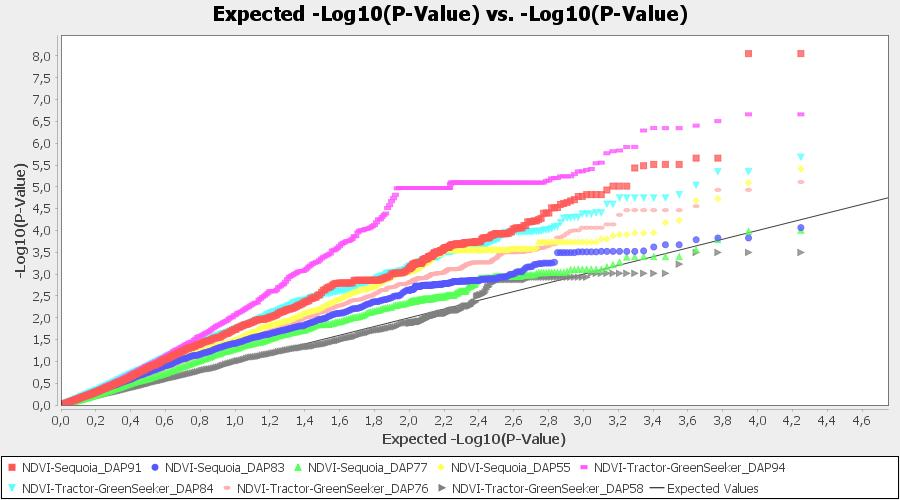 Expected -Log10(P-Value) vs. -Log10(P-Value)
-Log10(P-Value)
8,0
7,5
7,0
6,5
6,0
5,5
5,0
4,5
4,0
3,5
3,0
2,5
2,0
1,5
1,0
0,5
0,0
0,0 0,2 0,4 0,6 0,8 1,0 1,2 1,4 1,6 1,8 2,0 2,2 2,4 2,6 2,8 3,0 3,2 3,4 3,6 3,8 4,0 4,2 4,4 4,6
Expected -Log10(P-Value)
NDVI-Sequoia_DAP91 NDVI-Sequoia_DAP83 NDVI-Sequoia_DAP77 NDVI-Sequoia_DAP55 NDVI-Tractor-GreenSeeker_DAP94
NDVI-Tractor-GreenSeeker_DAP84 NDVI-Tractor-GreenSeeker_DAP76 NDVI-Tractor-GreenSeeker_DAP58 Expected Values